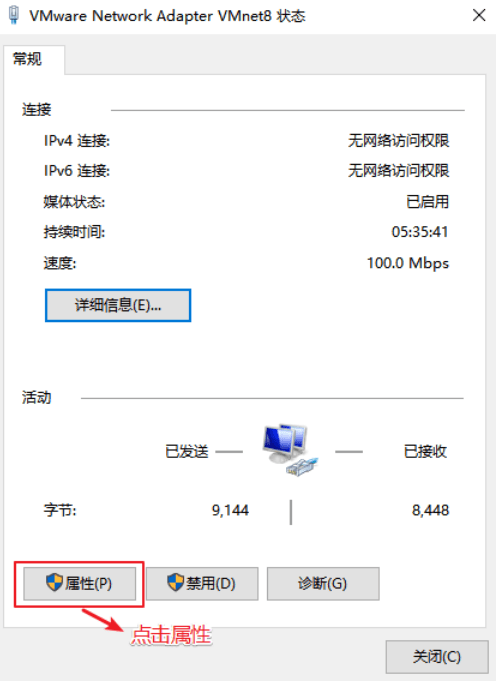 VMware Network Adapter VMnet8 状态
常规
连接
IPv4 连接: 无网络访问权限
IPv6 连接: 无网络访问权限
媒体状态: 已启用
持续时间: 05:35:41
速度: 100.0 Mbps
详细信息(E)...
活动
已发送 已接收
字节: 9,144 8,448
属性(P) 禁用(D) 诊断(G)
点击属性
关闭(C)